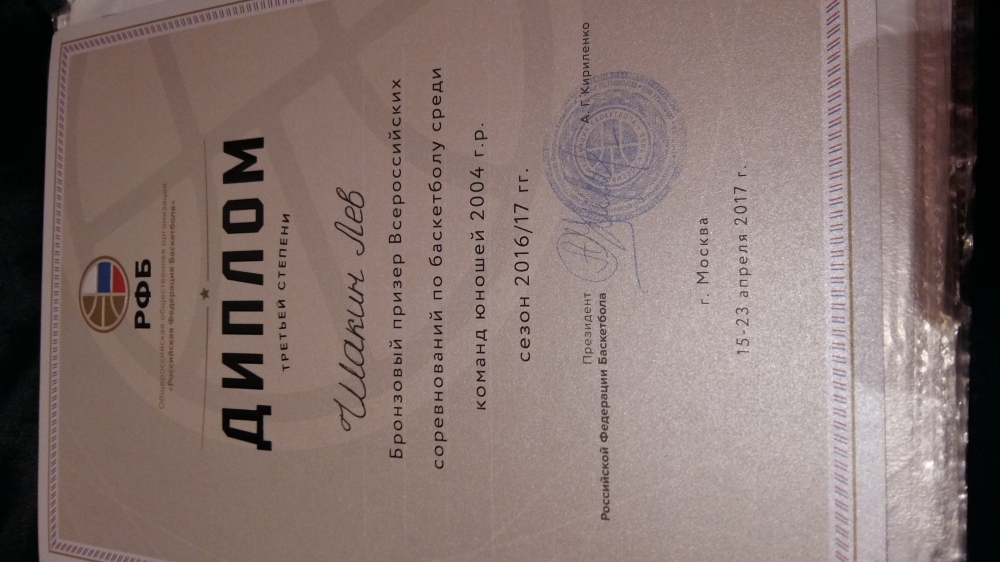 РФБ
Общероссийская общественная организация
«Российская Федерация Баскетбола»
ДИПЛОМ
ТРЕТЬЕЙ СТЕПЕНИ
Шакин Лев
Бронзовый призер Всероссийских
соревнований по баскетболу среди
команд юношей 2004 г.р.
сезон 2016/17 гг.
Президент
Российской Федерации Баскетбола
А. Г. Кириленко
г. Москва
15-23 апреля 2017 г.